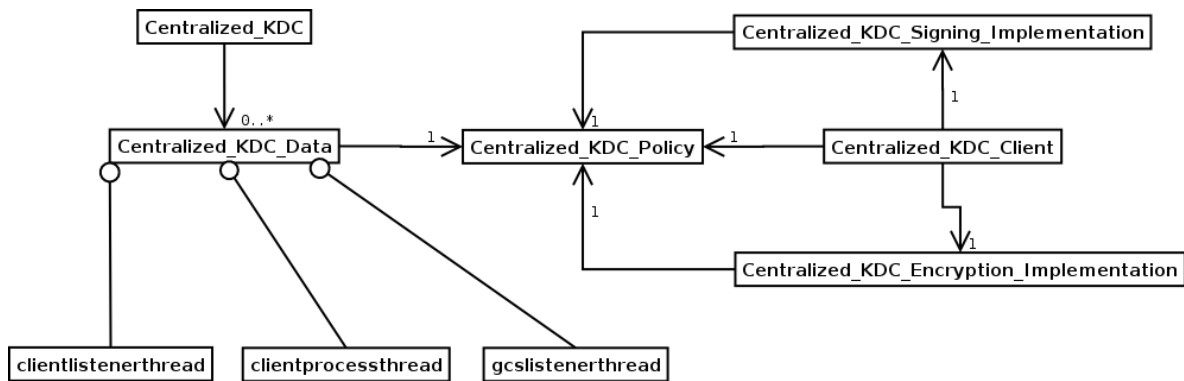 Centralized_KDC
Centralized_KDC_Signing_Implementation
0..*
1
1
Centralized_KDC_Data
1
Centralized_KDC_Policy
1
Centralized_KDC_Client
1
1
Centralized_KDC_Encryption_Implementation
clientlistenerthread
clientprocessthread
gcslistenerthread